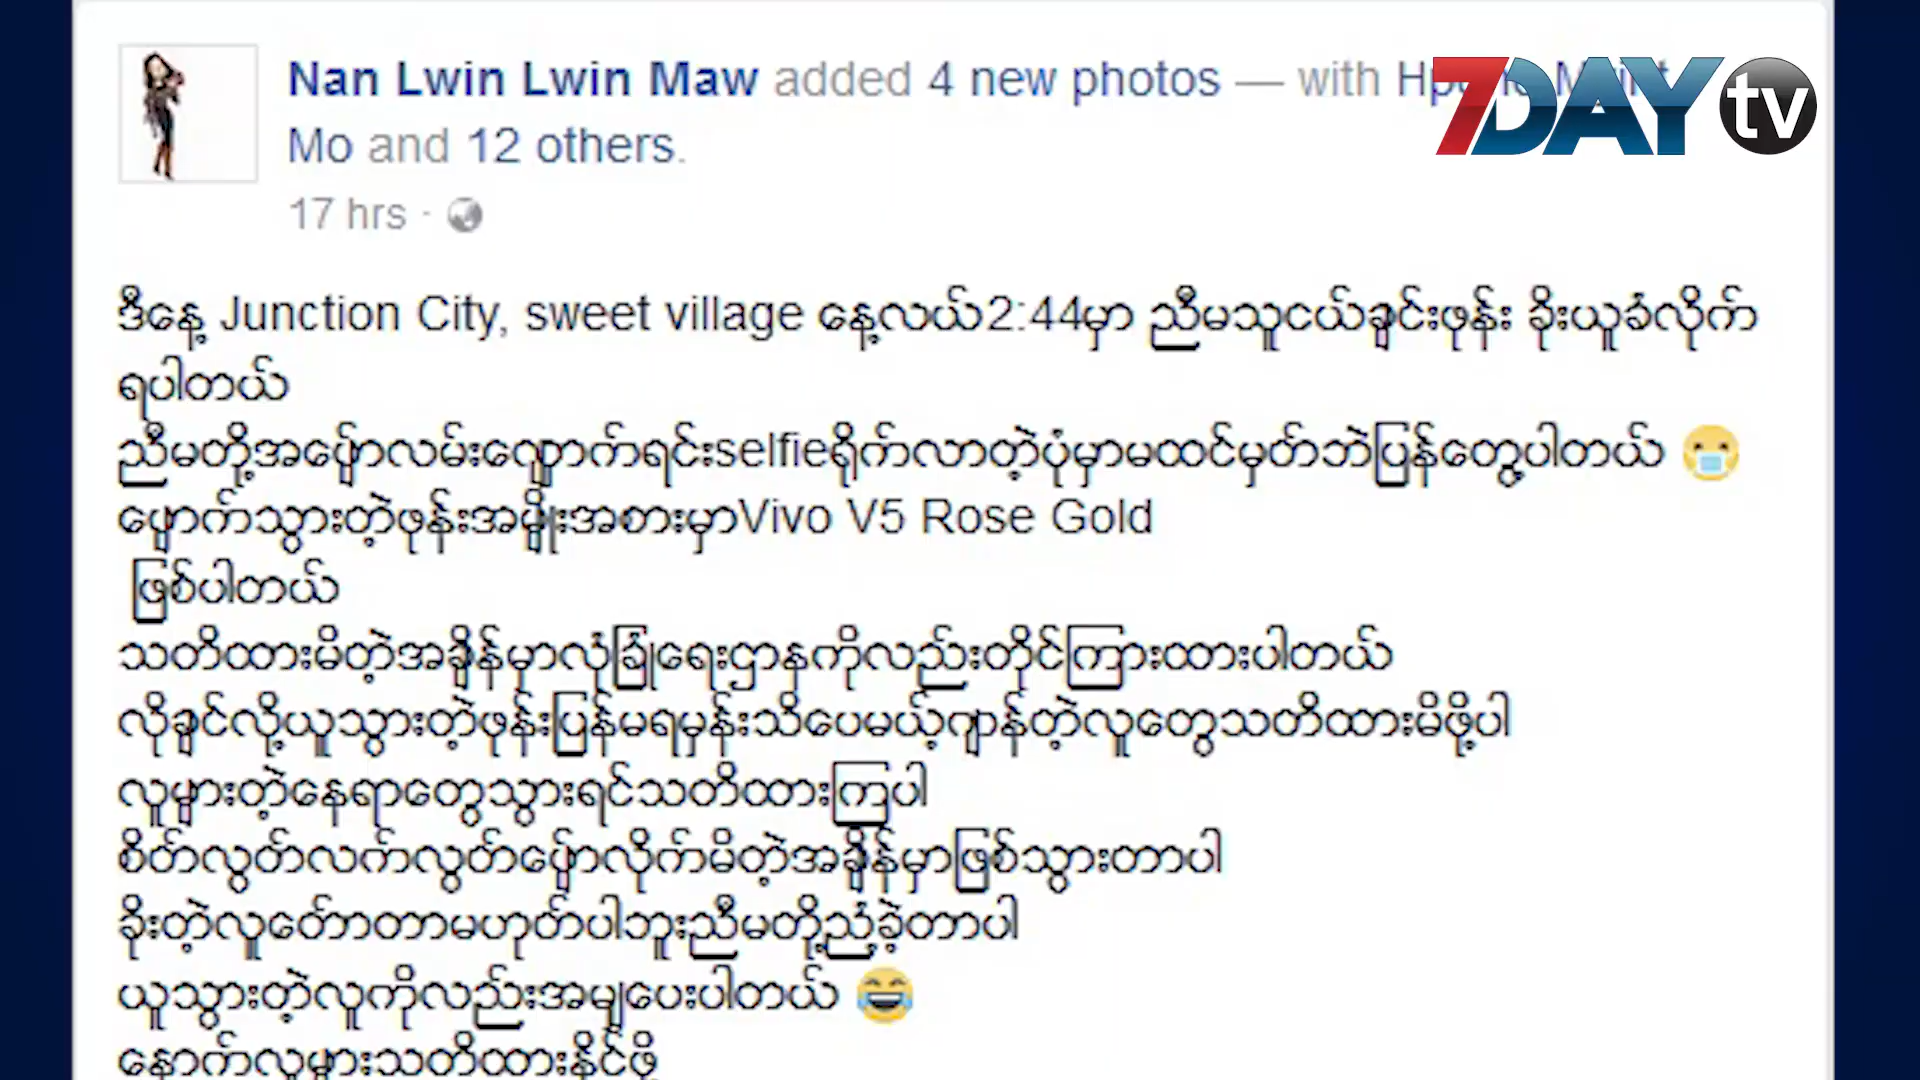 Nan Lwin Lwin Maw added 4 new photos — with
Mo and 12 others.
17 hrs ·
7DAY tv
ဒီနေ့ Junction City, sweet village နေ့လယ်2:44မှာ ညီမသူငယ်ချင်းဖုန်း ခိုးယူခံလိုက်
ရပါတယ်
ညီမတို့အပျော်လမ်းလျှောက်ရင်းselfieရိုက်လာတဲ့ပုံမှာမထင်မှတ်ဘဲပြန်တွေ့ပါတယ် 😷
ပျောက်သွားတဲ့ဖုန်းအမျိုးအစားမှာVivo V5 Rose Gold
ဖြစ်ပါတယ်
သတိထားမိတဲ့အချိန်မှာလုံခြုံရေးဌာနကိုလည်းတိုင်ကြားထားပါတယ်
လိုချင်လို့ယူသွားတဲ့ဖုန်းပြန်မရမှန်းသိပေမယ့်ကျန်တဲ့လူတွေသတိထားမိဖို့ပါ
လူများတဲ့နေရာတွေသွားရင်သတိထားကြပါ
စိတ်လွတ်လက်လွတ်ပျော်လိုက်မိတဲ့အချိန်မှာဖြစ်သွားတာပါ
ခိုးတဲ့လူတော်တာမဟုတ်ပါဘူးညီမတို့ညံ့ခဲ့တာပါ
ယူသွားတဲ့လူကိုလည်းအမျှပေးပါတယ် 😂
နောက်လူများသတိထားနိုင်ဖို့